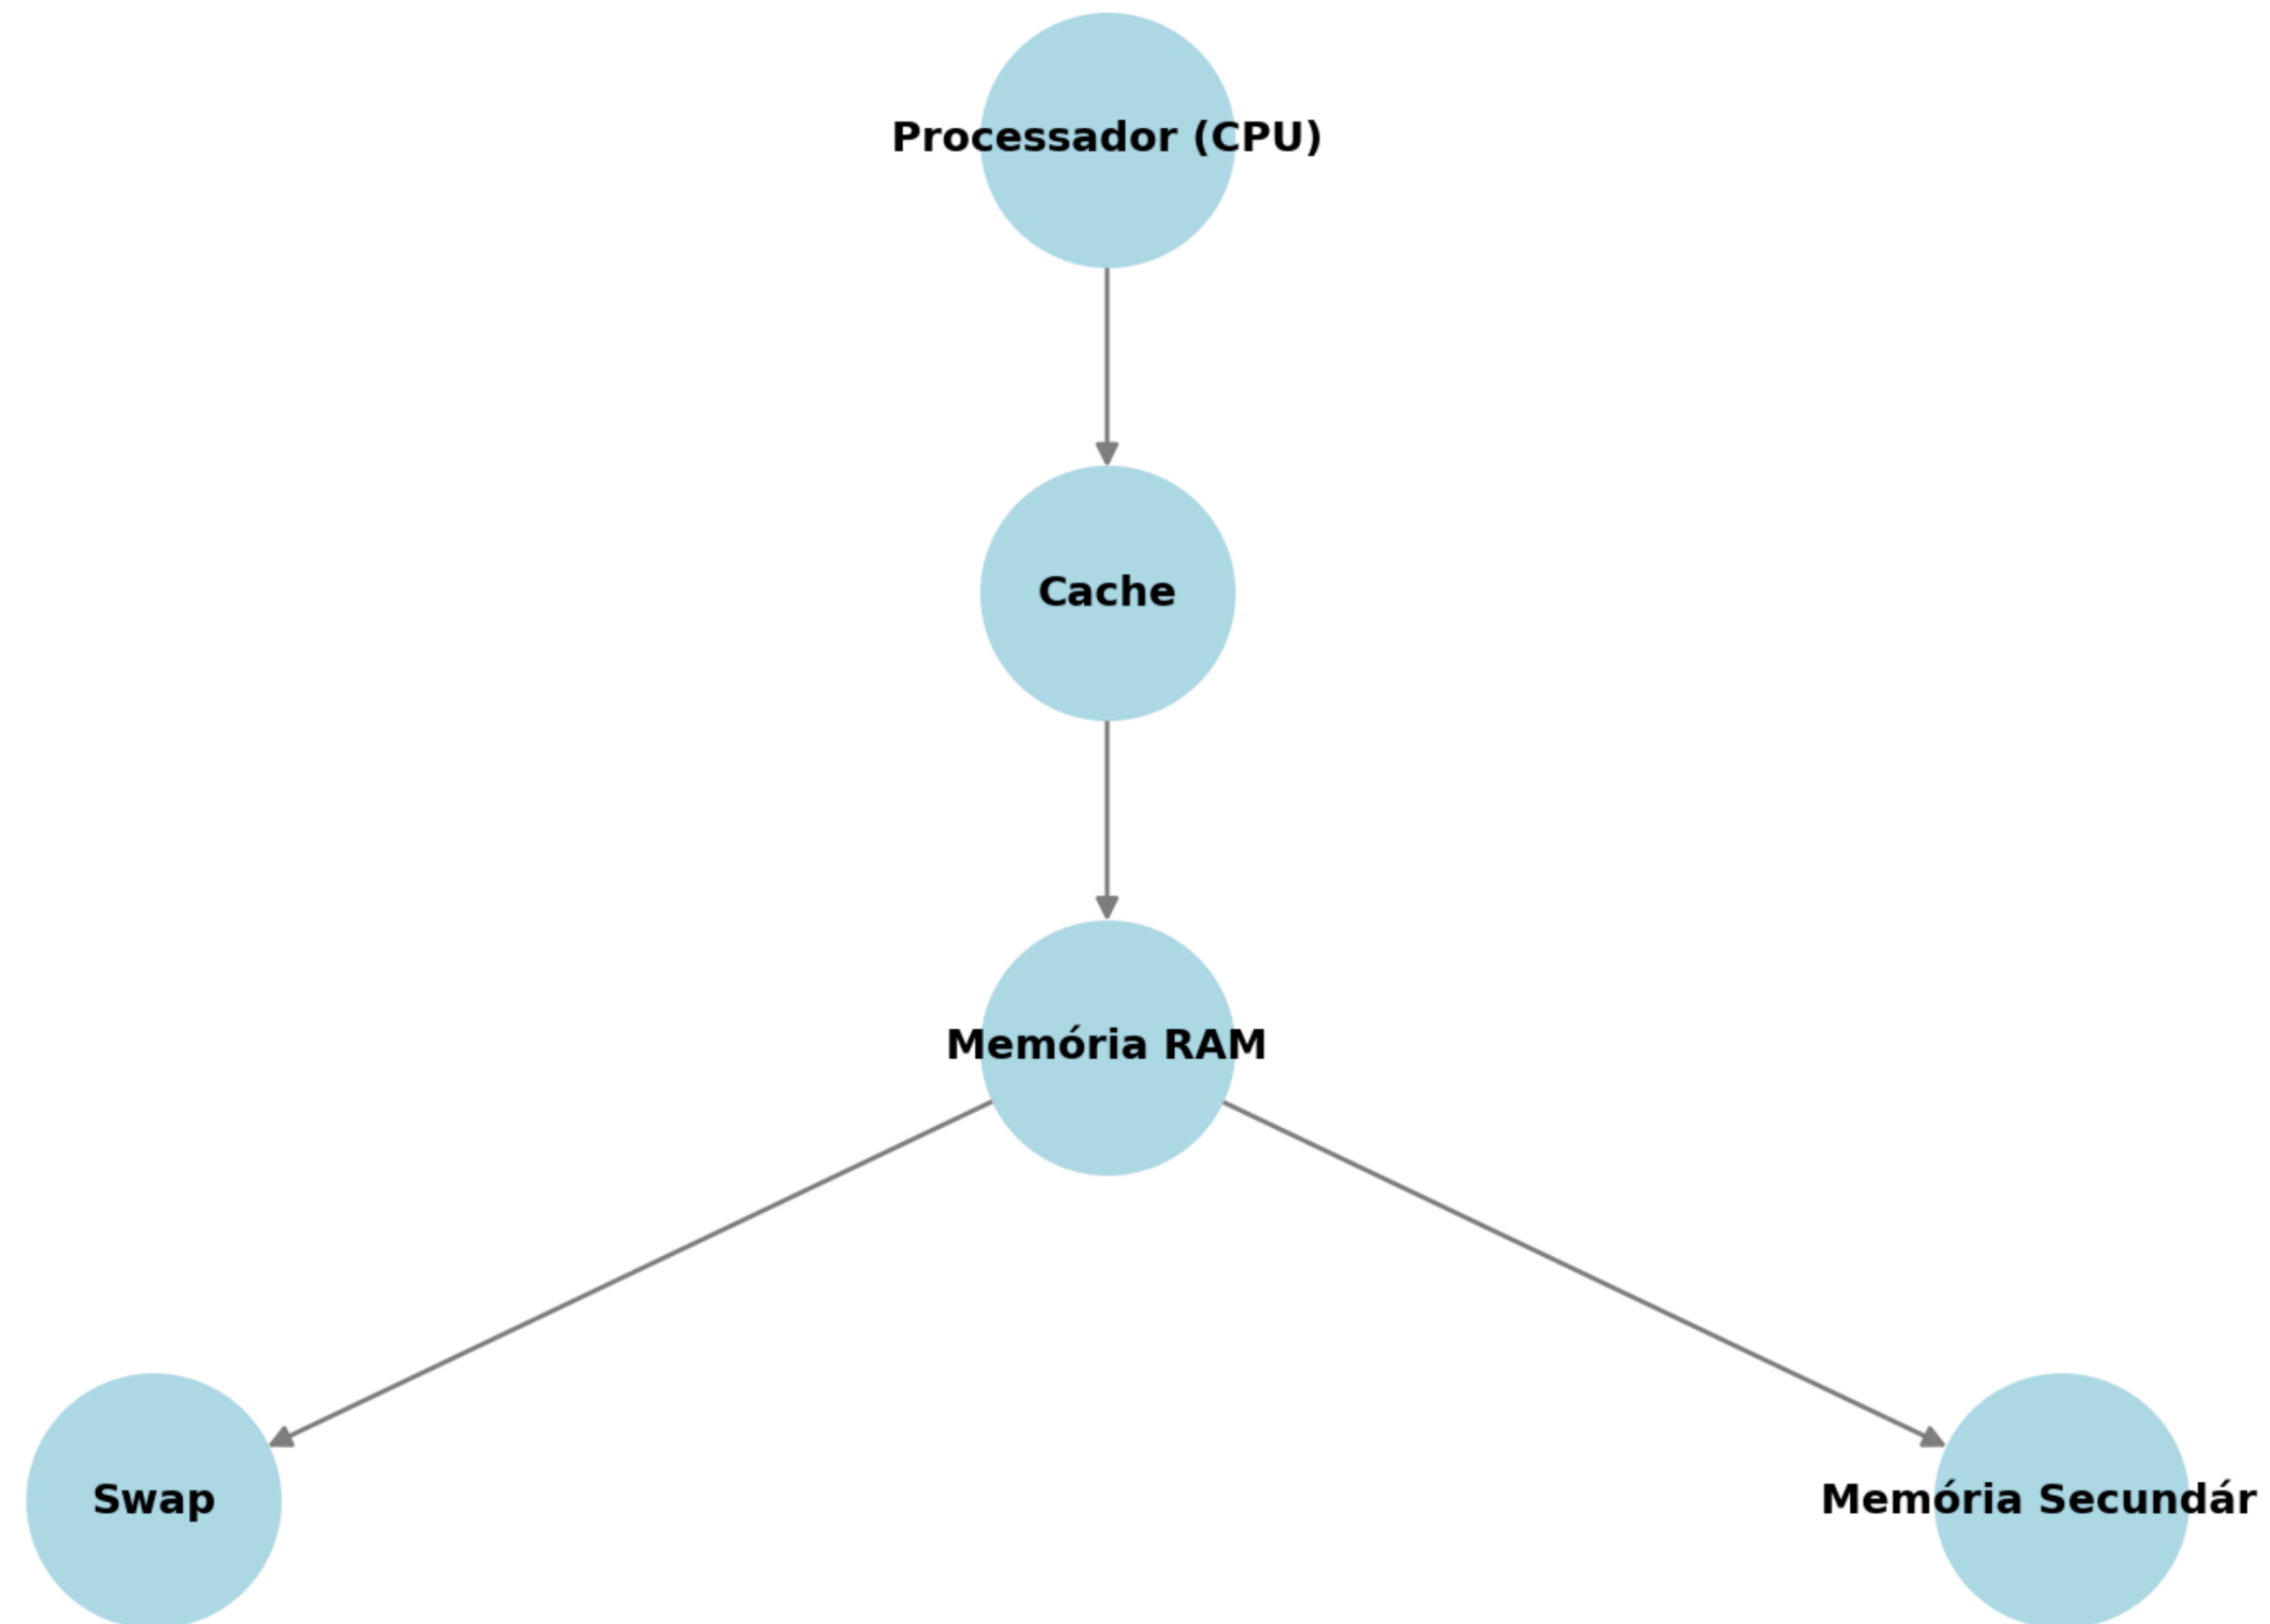 Processador (CPU)
Cache
Memória RAM
Swap
Memória Secundár